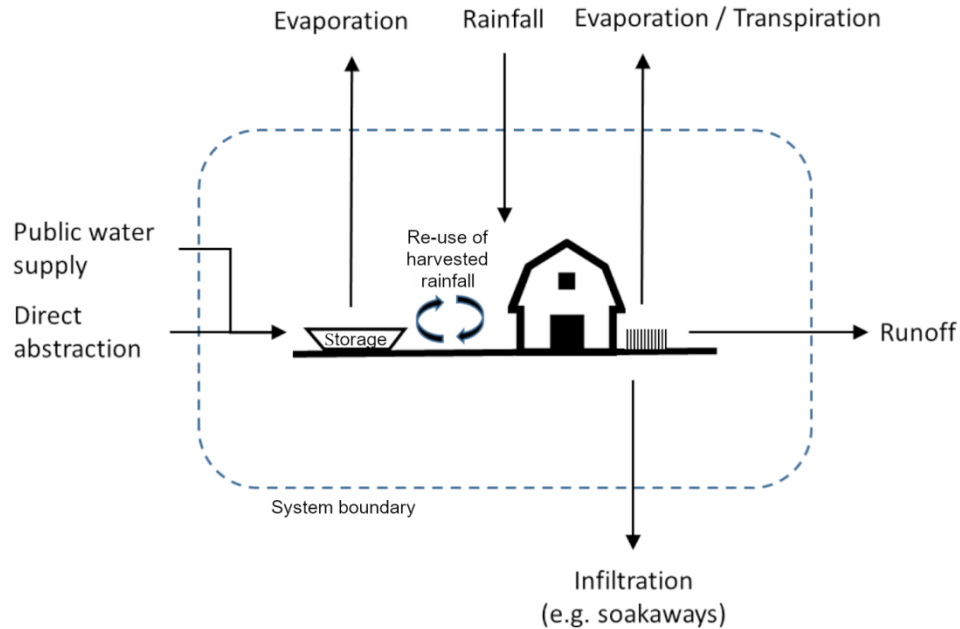 Evaporation
Rainfall
Evaporation / Transpiration
Public water
supply
Direct
abstraction
Re-use of
harvested
rainfall
Storage
Runoff
System boundary
Infiltration
(e.g. soakaways)